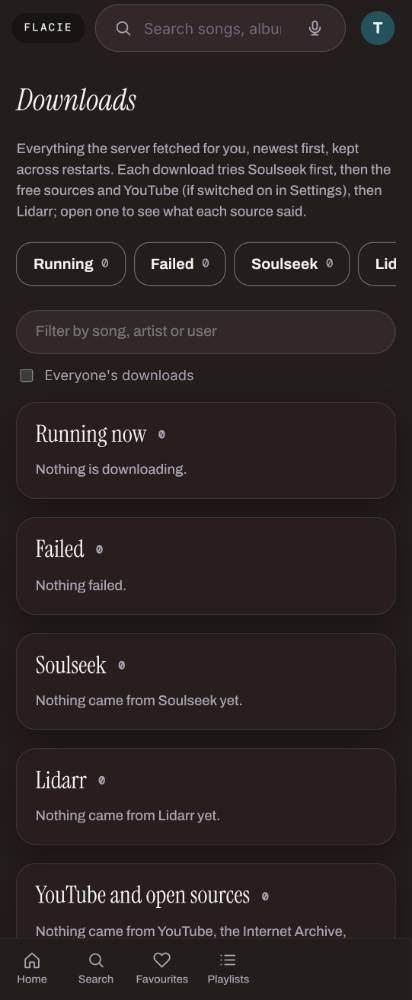 FLACIE
Search songs, albu
T
Downloads
Everything the server fetched for you, newest first, kept
across restarts. Each download tries Soulseek first, then the
free sources and YouTube (if switched on in Settings), then
Lidarr; open one to see what each source said.
Running 0 Failed 0 Soulseek 0 Lid
Filter by song, artist or user
Everyone's downloads
Running now 0
Nothing is downloading.
Failed 0
Nothing failed.
Soulseek 0
Nothing came from Soulseek yet.
Lidarr 0
Nothing came from Lidarr yet.
YouTube and open sources 0
Nothing came from YouTube, the Internet Archive,
Home Search Favourites Playlists